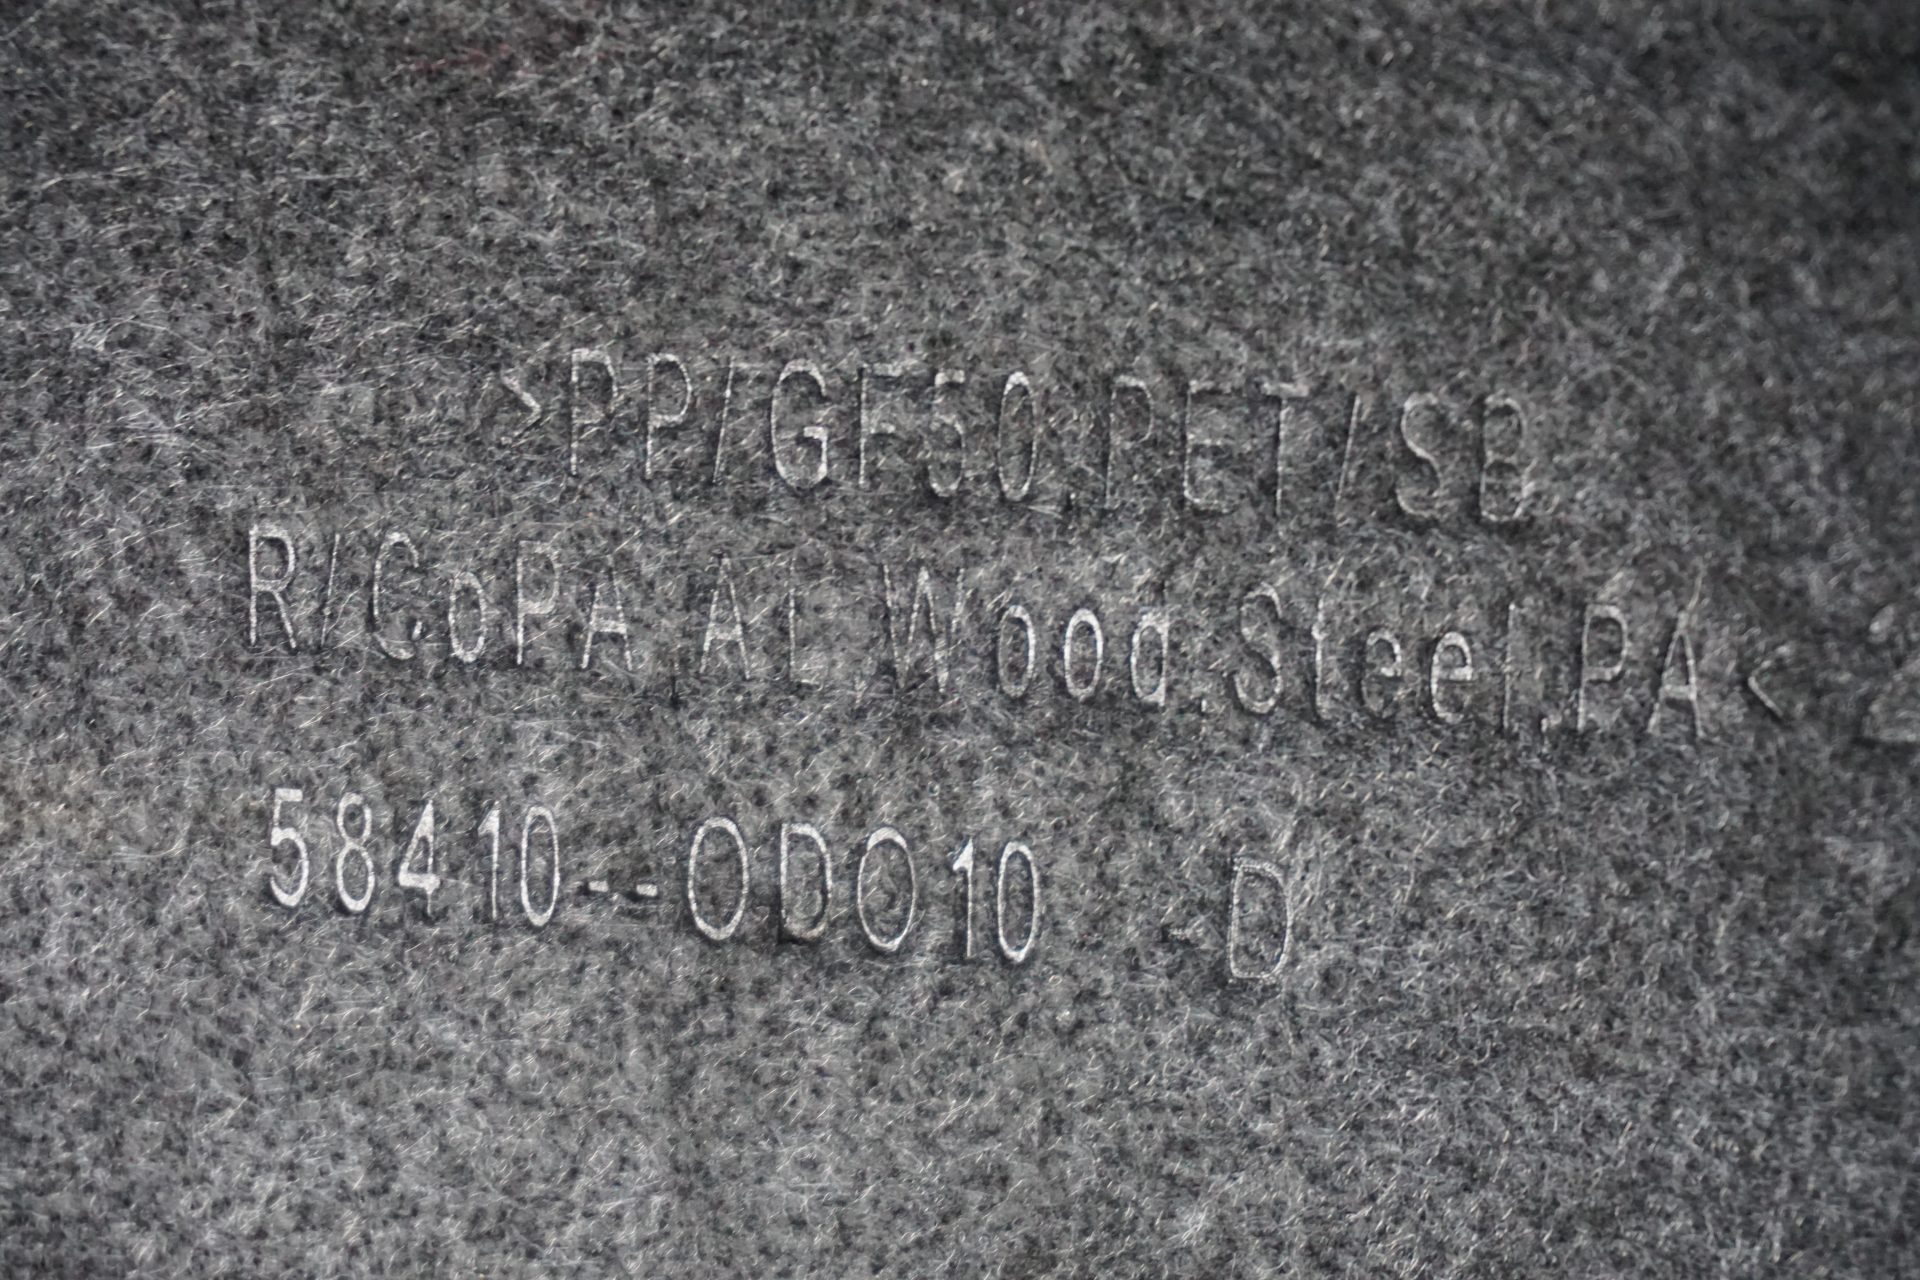 >PP/GF50,PET/SB
R/CoPA,AL,Wood,Steel,PA<
58410--0D010 D